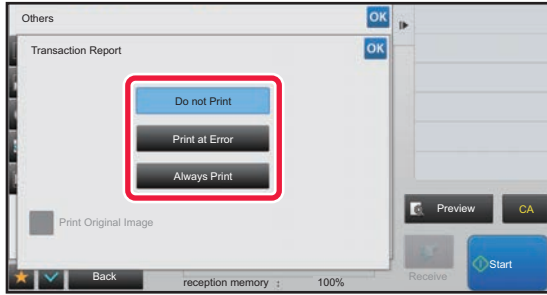 Others
OK
Transaction Report
OK
Do not Print
Print at Error
Always Print
Print Original Image
Preview
CA
Back
reception memory : 100%
Receive
Start